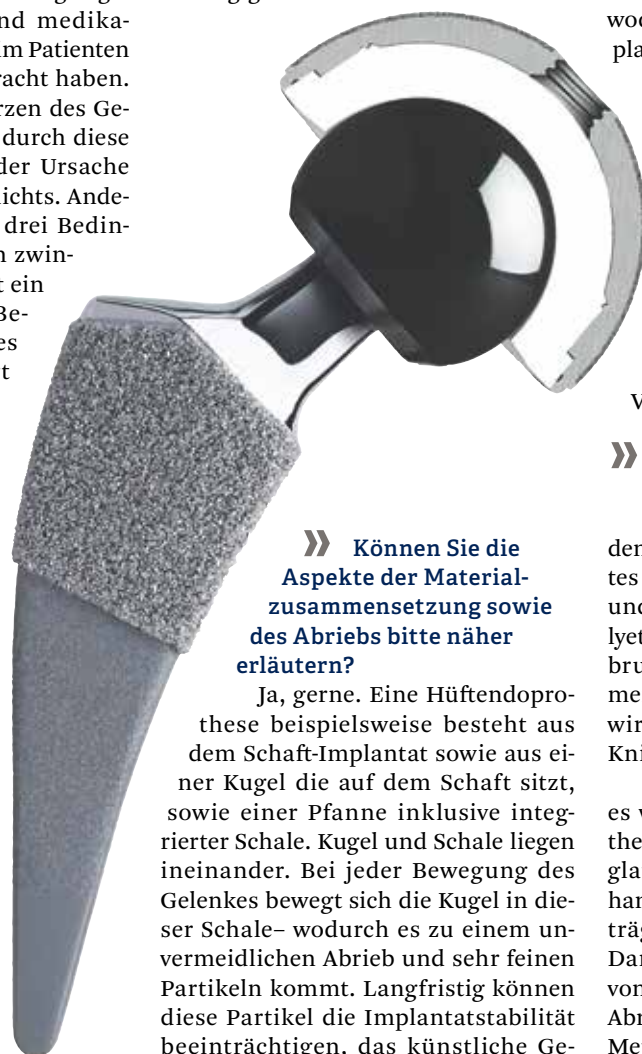 nd medika-
m Patienten
racht haben.
rzen des Ge-
durch diese
der Ursache
ichts. Ande-
drei Bedin-
n zwin-
t ein
Be-
es
t
» Können Sie die
Aspekte der Material-
zusammensetzung sowie
des Abriebs bitte näher
erläutern?
Ja, gerne. Eine Hüftendopro-
these beispielsweise besteht aus
dem Schaft-Implantat sowie aus ei-
ner Kugel die auf dem Schaft sitzt,
sowie einer Pfanne inklusive integ-
rierter Schale. Kugel und Schale liegen
ineinander. Bei jeder Bewegung des
Gelenkes bewegt sich die Kugel in die-
ser Schale– wodurch es zu einem un-
vermeidlichen Abrieb und sehr feinen
Partikeln kommt. Langfristig können
diese Partikel die Implantatstabilität
beeinträchtigen, das künstliche Ge-
woc
pla
V
»
den
tes
und
lyet
bru
me
wir
Kni
es v
the
gla
han
träg
Dar
von
Abr
Me